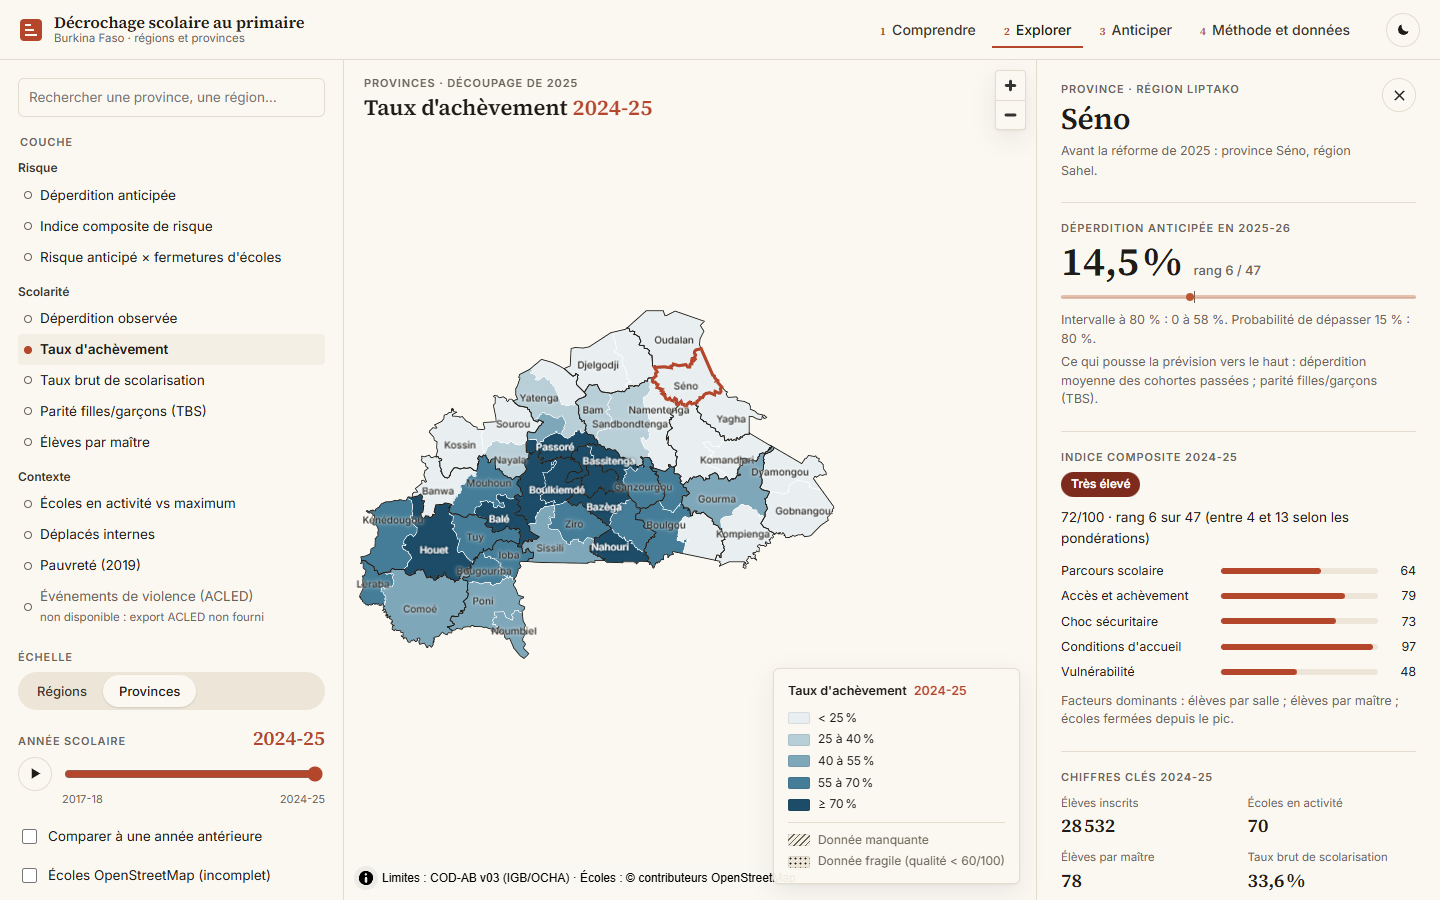 Décrochage scolaire au primaire
Burkina Faso · régions et provinces
1 Comprendre
2 Explorer
3 Anticiper
4 Méthode et données
Rechercher une province, une région...
COUCHE
Risque
Déperdition anticipée
Indice composite de risque
Risque anticipé × fermetures d'écoles
Scolarité
Déperdition observée
Taux d'achèvement
Taux brut de scolarisation
Parité filles/garçons (TBS)
Élèves par maître
Contexte
Écoles en activité vs maximum
Déplacés internes
Pauvreté (2019)
Événements de violence (ACLED)
non disponible : export ACLED non fourni
ÉCHELLE
Régions
Provinces
ANNÉE SCOLAIRE
2024-25
2017-18
2024-25
Comparer à une année antérieure
Écoles OpenStreetMap (incomplet)
PROVINCES · DÉCOUPAGE DE 2025
Taux d'achèvement 2024-25
Oudalan
Djelgodji
Séno
Yatenga
Bam
Namentenga
Sandbondtenga
Yagha
Sourou
Kossin
Passoré
Nayala
Bassitenga
Komandjari
Dyamongou
Mouhoun
Banwa
Boulkiemdé
Ganzourgou
Gourma
Gobnangou
Bazèga
Kénédougou
Balé
Ziro
Boulgou
Kompienga
Tuy
Houet
Ioba
Sissili
Nahouri
Bougouriba
Léraba
Comoé
Poni
Noumbiel
Taux d'achèvement 2024-25
< 25 %
25 à 40 %
40 à 55 %
55 à 70 %
≥ 70 %
Donnée manquante
Donnée fragile (qualité < 60/100)
Limites : COD-AB v03 (IGB/OCHA) · Écoles : © contributeurs OpenStreetMap
PROVINCE · RÉGION LIPTAKO
Séno
Avant la réforme de 2025 : province Séno, région
Sahel.
DÉPERDITION ANTICIPÉE EN 2025-26
14,5 % rang 6 / 47
Intervalle à 80 % : 0 à 58 %. Probabilité de dépasser 15 % :
80 %.
Ce qui pousse la prévision vers le haut : déperdition
moyenne des cohortes passées ; parité filles/garçons
(TBS).
INDICE COMPOSITE 2024-25
Très élevé
72/100 · rang 6 sur 47 (entre 4 et 13 selon les
pondérations)
Parcours scolaire 64
Accès et achèvement 79
Choc sécuritaire 73
Conditions d'accueil 97
Vulnérabilité 48
Facteurs dominants : élèves par salle ; élèves par maître ;
écoles fermées depuis le pic.
CHIFFRES CLÉS 2024-25
Élèves inscrits
28 532
Écoles en activité
70
Élèves par maître
78
Taux brut de scolarisation
33,6 %